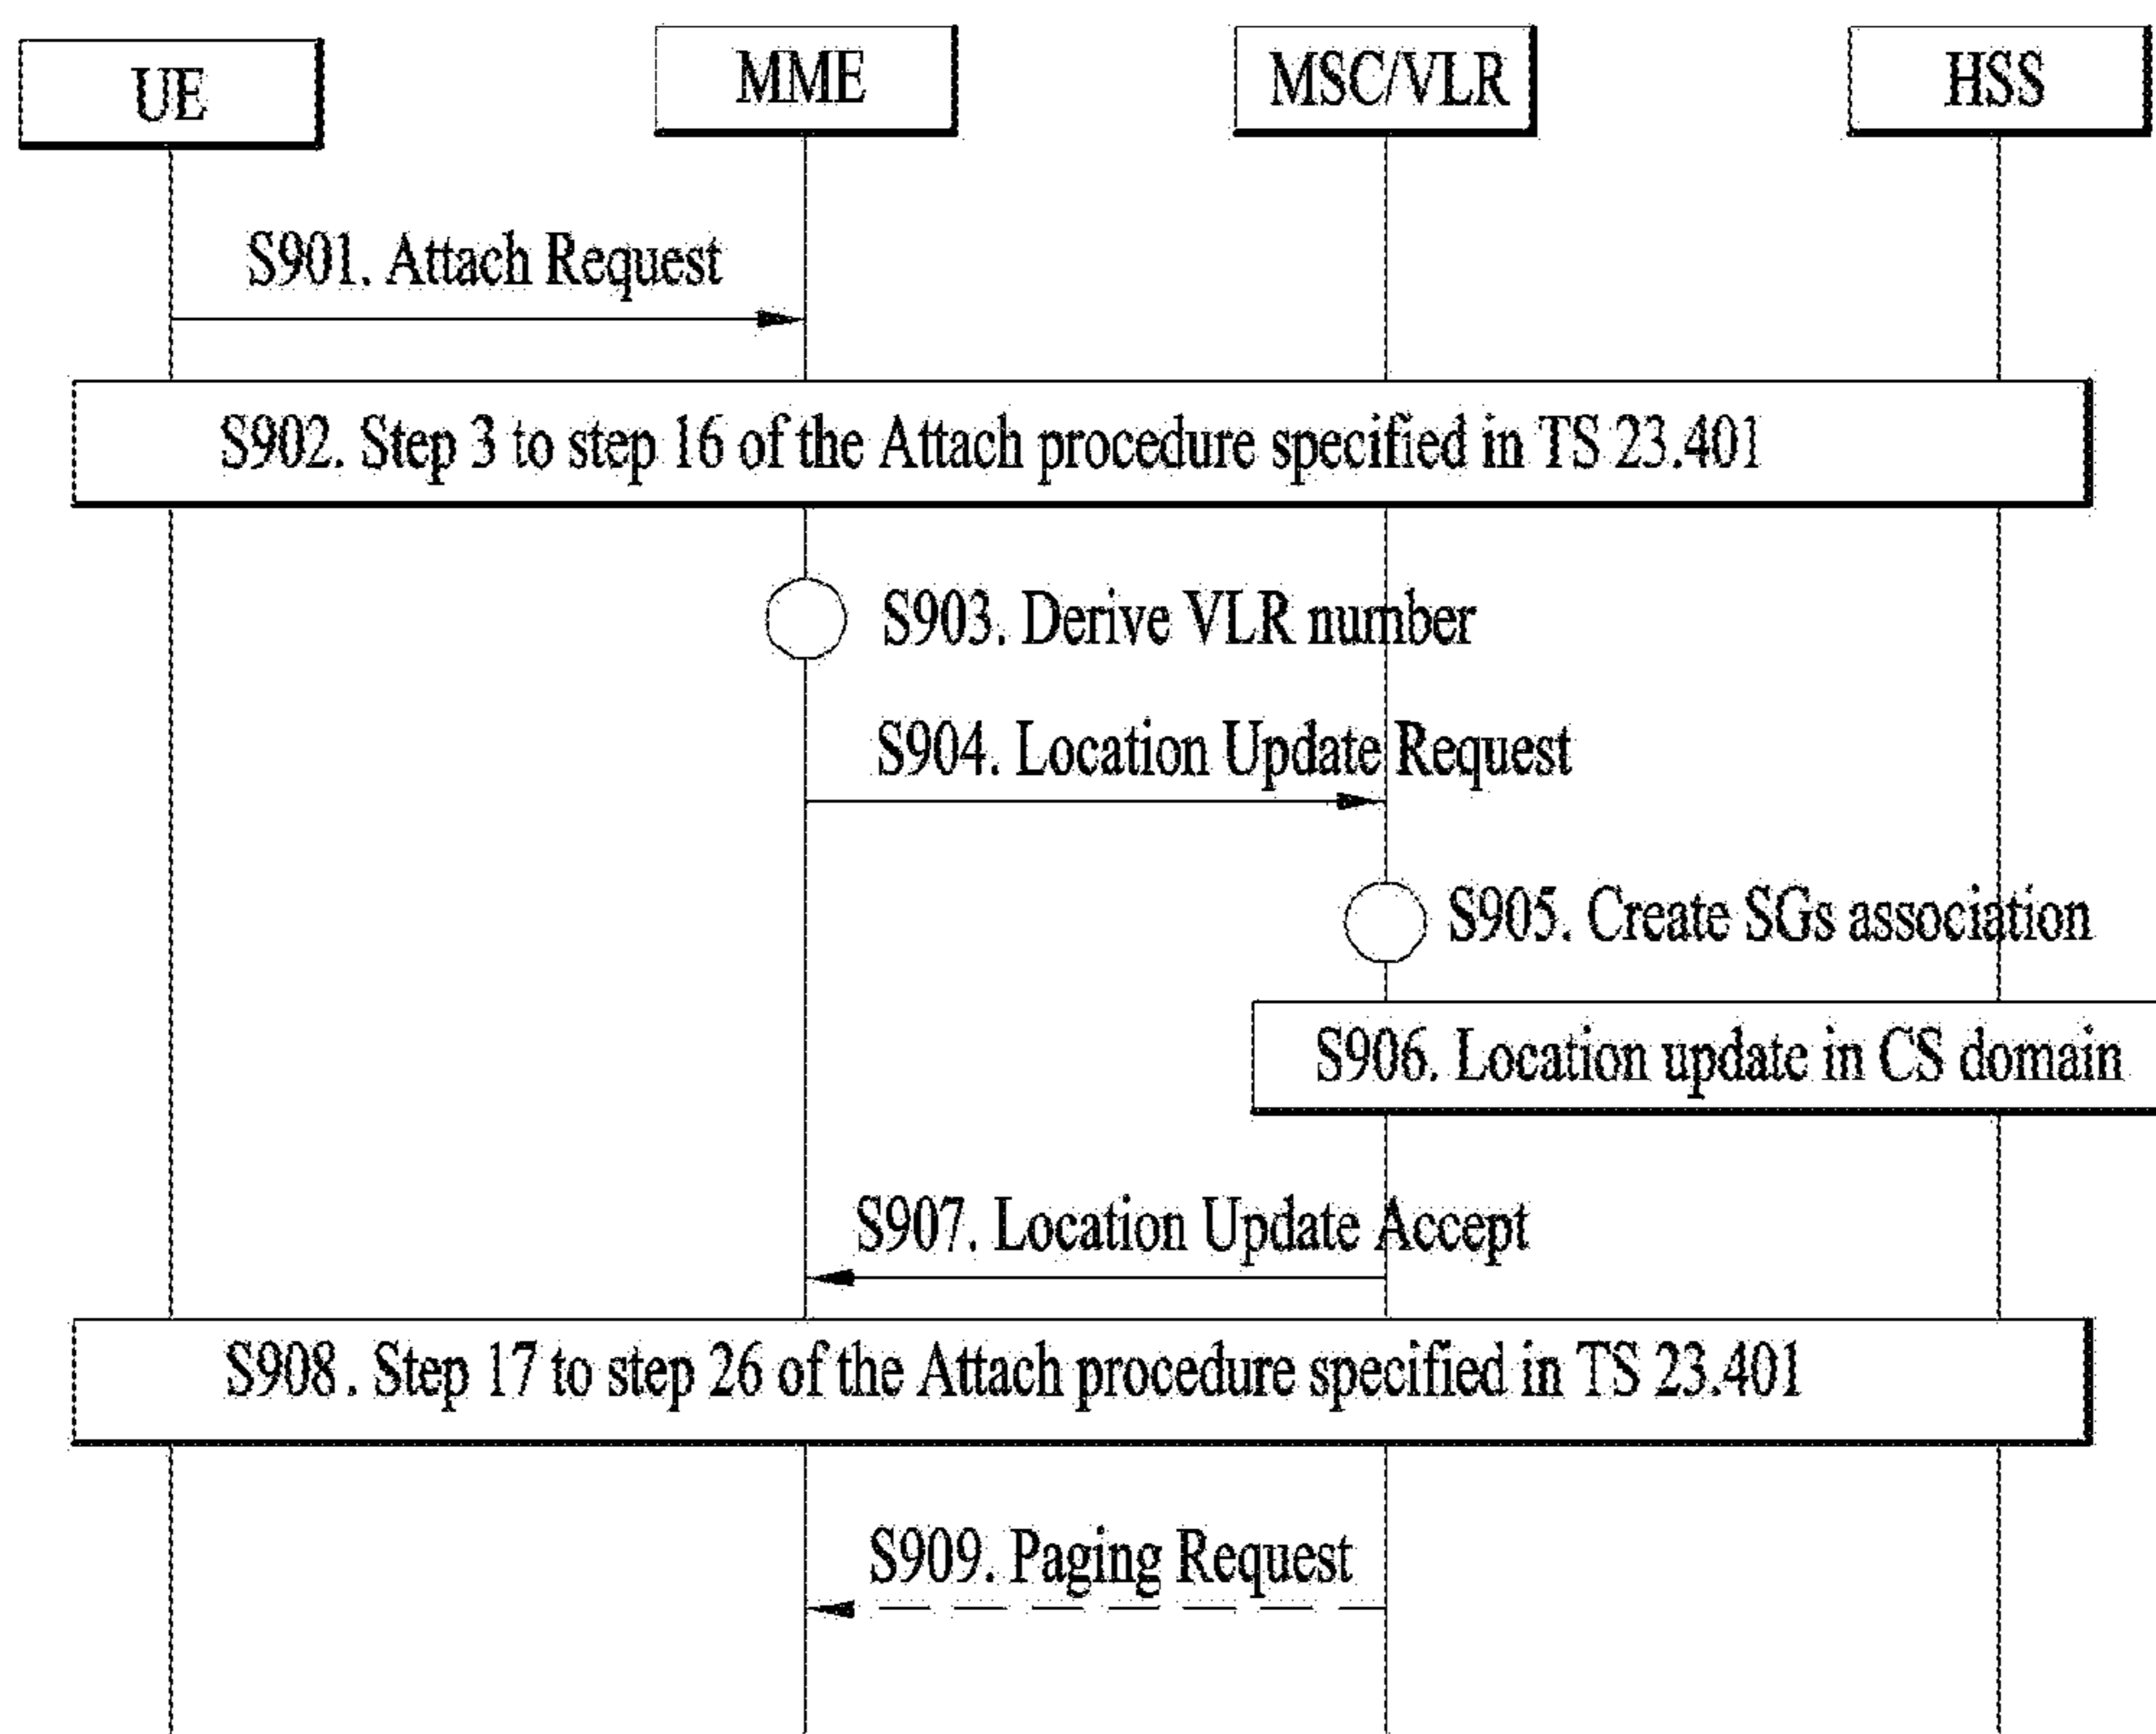 UE
MME
MSC/VLR
HSS
S901. Attach Request
S902. Step 3 to step 16 of the Attach procedure specified in TS 23.401
S903. Derive VLR number
S904. Location Update Request
S905. Create SGs association
S906. Location update in CS domain
S907. Location Update Accept
S908. Step 17 to step 26 of the Attach procedure specified in TS 23.401
S909. Paging Request